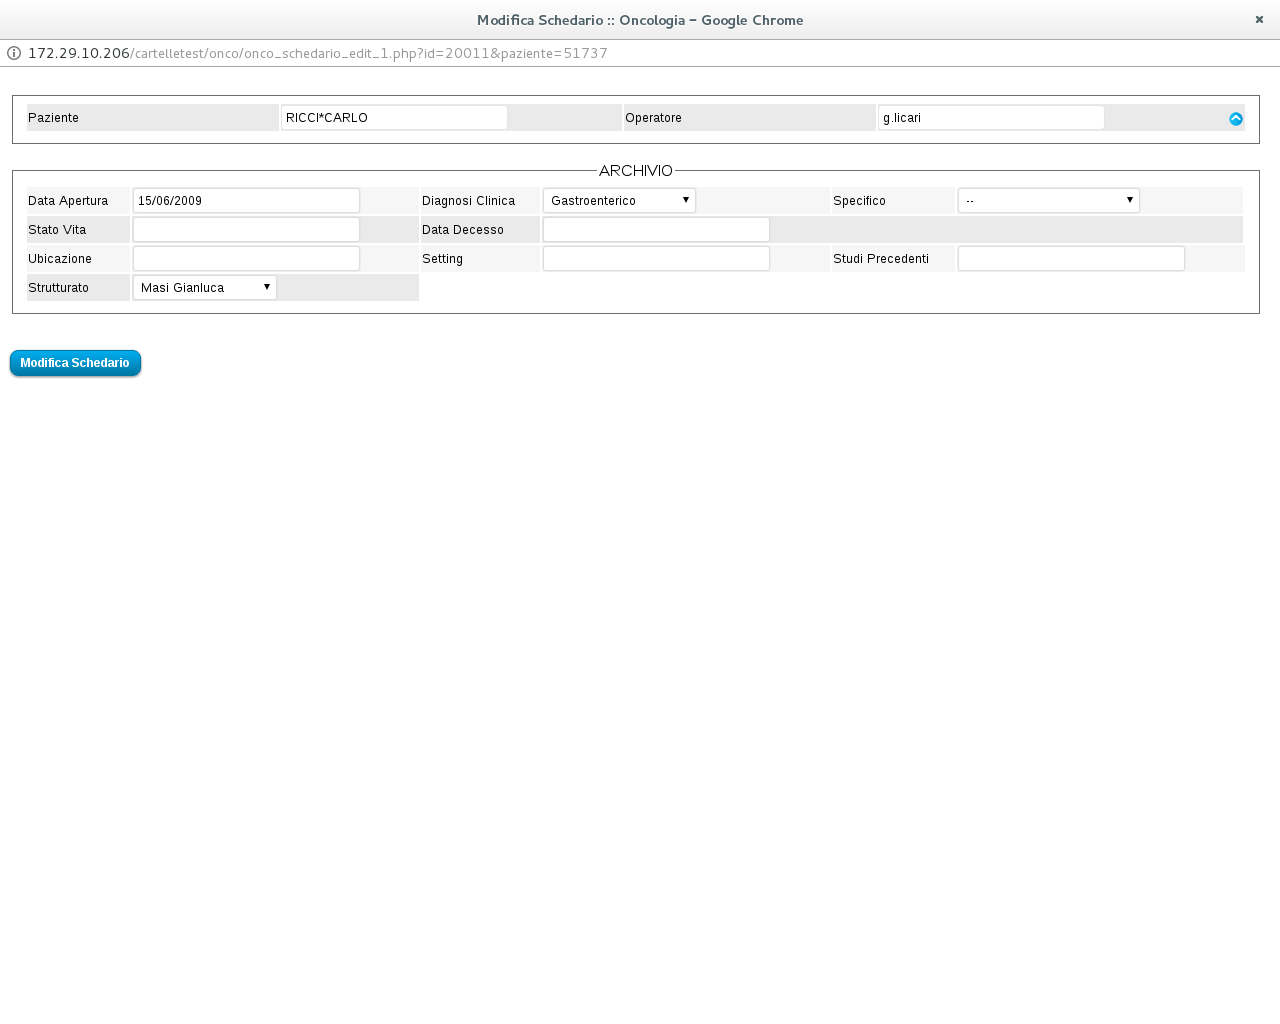 Modifica Schedario :: Oncologia - Google Chrome
172.29.10.206/cartelletest/onco/onco_schedario_edit_1.php?id=20011&paziente=51737
Paziente RICCI*CARLO Operatore g.licari
ARCHIVIO
Data Apertura 15/06/2009 Diagnosi Clinica Gastroenterico Specifico --
Stato Vita Data Decesso
Ubicazione Setting Studi Precedenti
Strutturato Masi Gianluca
Modifica Schedario